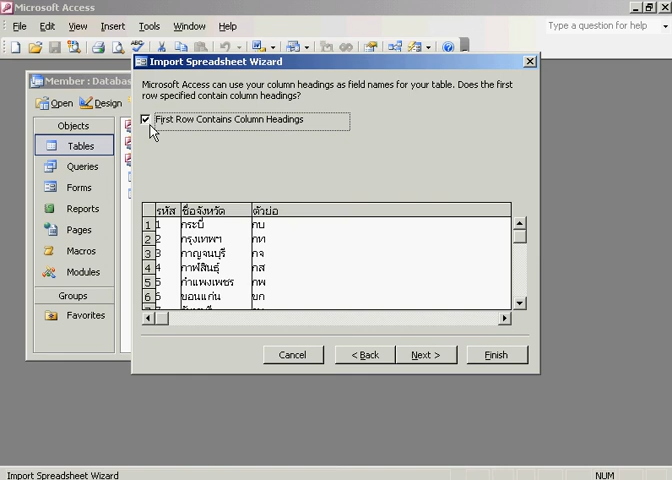 Microsoft Access
File Edit View Insert Tools Window Help Type a question for help
Import Spreadsheet Wizard
Microsoft Access can use your column headings as field names for your table. Does the first
row specified contain column headings?
First Row Contains Column Headings
Member : Databas
Open Design
Objects
Tables
Queries
Forms
Reports
Pages
Macros
Modules
Groups
Favorites
รหัส ชื่อจังหวัด ตัวย่อ
1 1 กระบี่ กบ
2 2 กรุงเทพฯ กท
3 3 กาญจนบุรี กจ
4 4 กาฬสินธุ์ กส
5 5 กำแพงเพชร กพ
6 6 ขอนแก่น ขก
Cancel < Back Next > Finish
Import Spreadsheet Wizard NUM